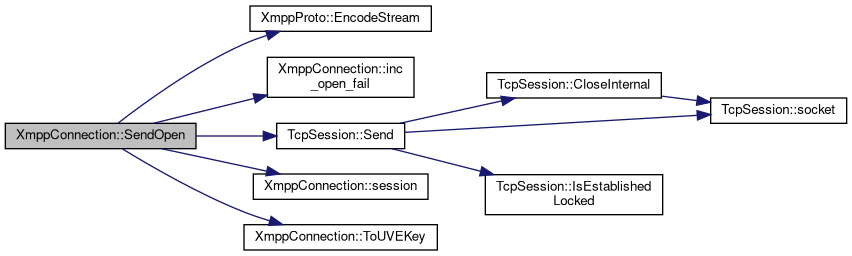 XmppProto::EncodeStream
XmppConnection::inc
_open_fail
TcpSession::CloseInternal
TcpSession::socket
XmppConnection::SendOpen
TcpSession::Send
XmppConnection::session
TcpSession::IsEstablished
Locked
XmppConnection::ToUVEKey